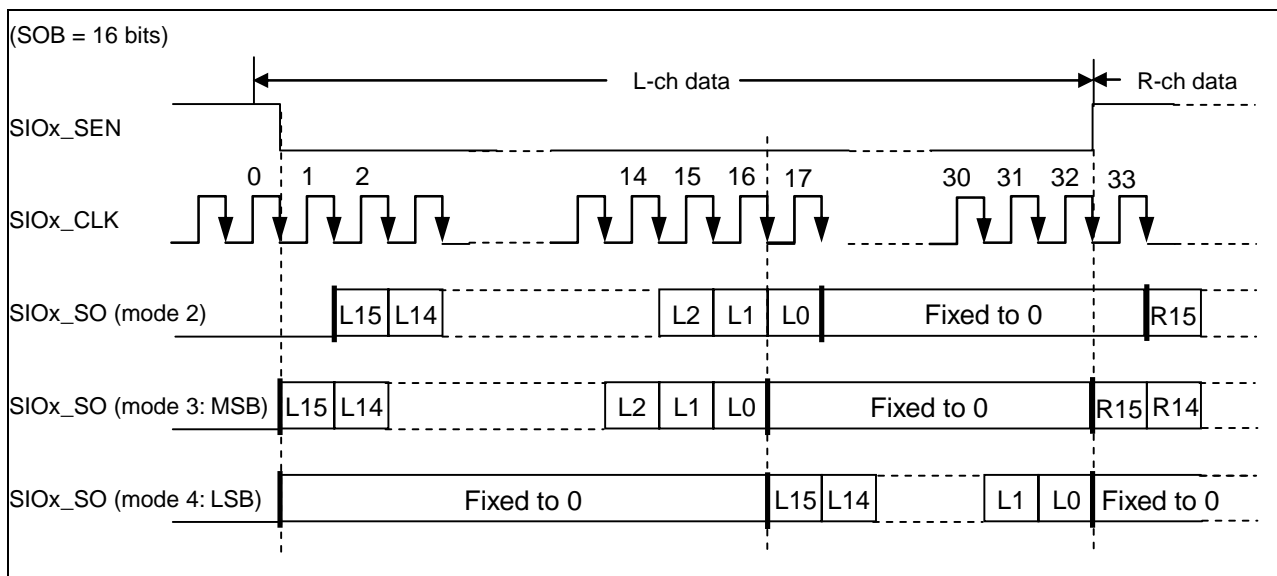 (SOB = 16 bits)
L-ch data R-ch data
SIOx_SEN
0 1 2 14 15 16 17 30 31 32 33
SIOx_CLK
SIOx_SO (mode 2) L15 L14 L2 L1 L0 Fixed to 0 R15
SIOx_SO (mode 3: MSB) L15 L14 L2 L1 L0 Fixed to 0 R15 R14
SIOx_SO (mode 4: LSB) Fixed to 0 L15 L14 L1 L0 Fixed to 0